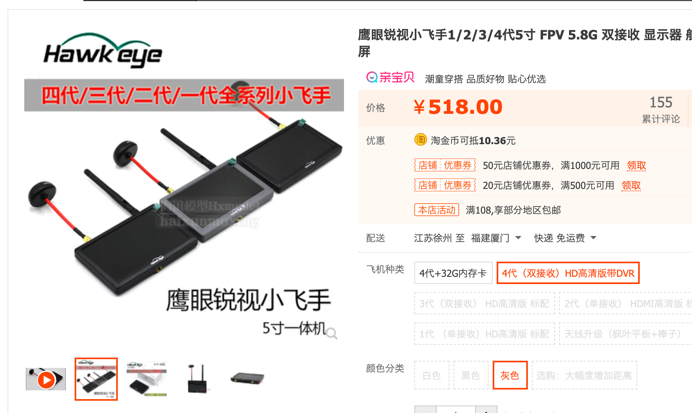 Hawkeye
四代/三代/二代/一代全系列小飞手
鹰眼锐视小飞手
5寸一体机
鹰眼锐视小飞手1/2/3/4代5寸 FPV 5.8G 双接收 显示器
屏
亲宝贝 潮童穿搭 品质好物 贴心优选
价格 ¥518.00 155
累计评论
优惠 淘金币可抵10.36元
店铺 优惠券 50元店铺优惠券，满1000元可用 领取
店铺 优惠券 20元店铺优惠券，满500元可用 领取
本店活动 满108,享部分地区包邮
配送 江苏徐州 至 福建厦门 快递 免运费
飞机种类 4代+32G内存卡 4代（双接收）HD高清版带DVR
3代（双接收） HD高清版 标配 2代（单接收） HDMI高清版 标
1代 （单接收） HD高清版 标配 天线升级（枫叶平板+棒子）
颜色分类 白色 黑色 灰色 选购：大幅度增加距离